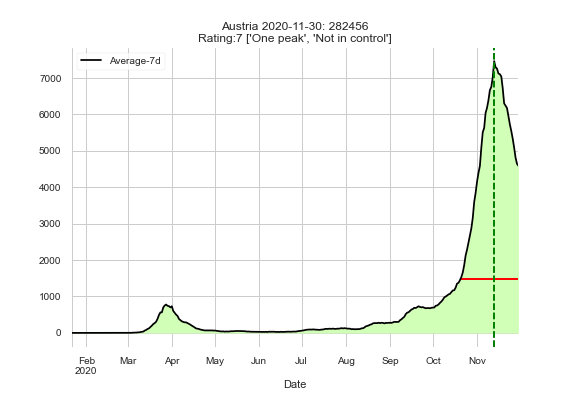 Austria 2020-11-30: 282456
Rating:7 ['One peak', 'Not in control']
Average-7d
7000
6000
5000
4000
3000
2000
1000
0
Feb Mar Apr May Jun Jul Aug Sep Oct Nov
2020
Date